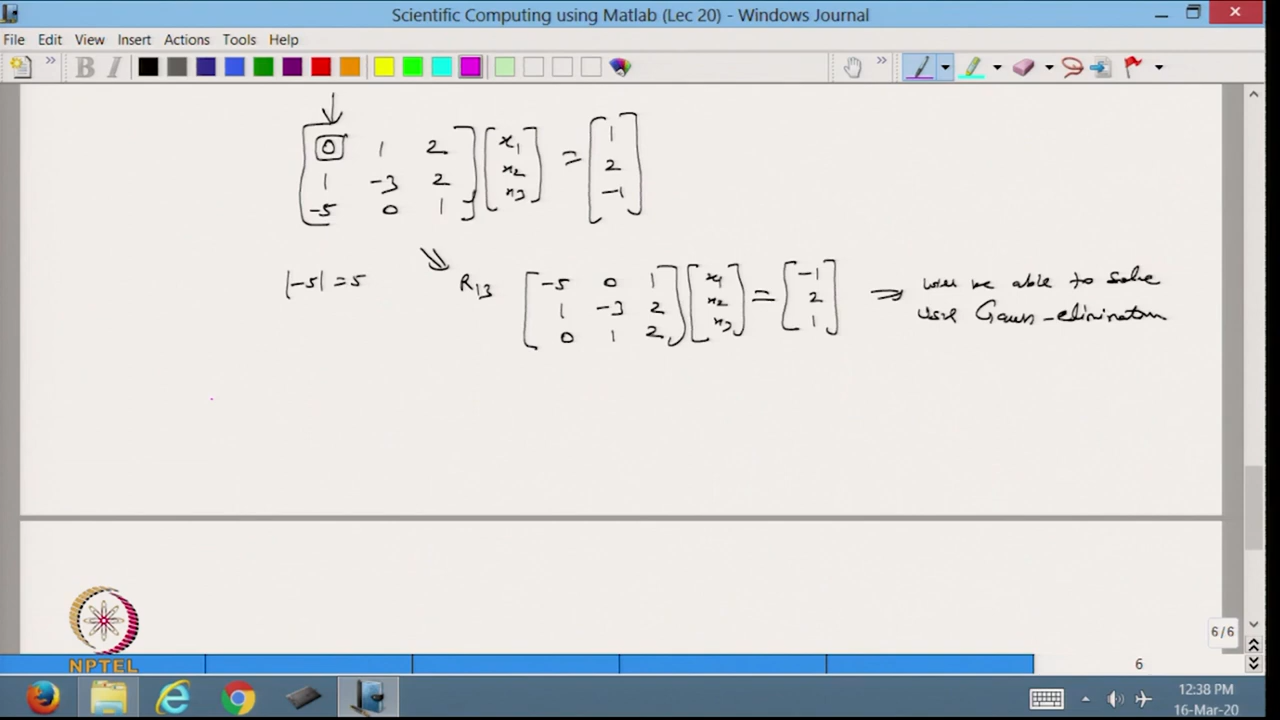 Scientific Computing using Matlab (Lec 20) - Windows Journal
File Edit View Insert Actions Tools Help
0 1 2
1 -3 2
-5 0 1
x1
x2
x3
=
1
2
-1
|-5| = 5
R13
-5 0 1
1 -3 2
0 1 2
x1
x2
x3
=
-1
2
1
⇒ will be able to solve
use Gauss-elimination
6/6
NPTEL
6
12:38 PM
16-Mar-20